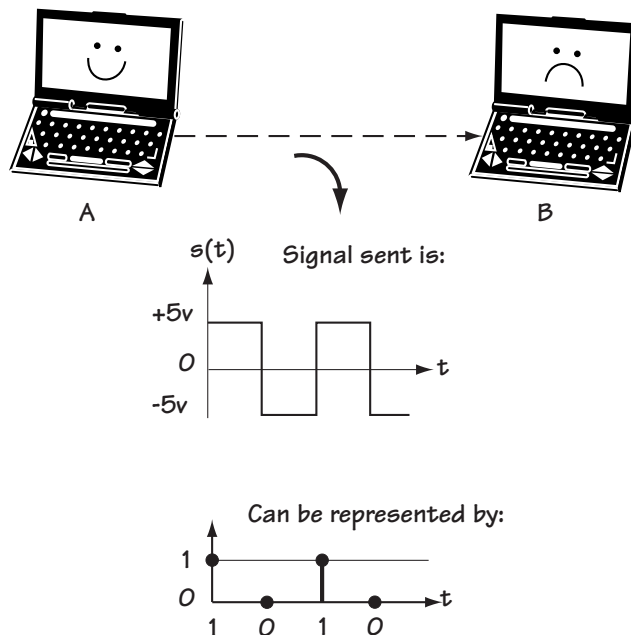 A
B
s(t)
Signal sent is:
+5v
0
t
-5v
Can be represented by:
1
0
t
1 0 1 0